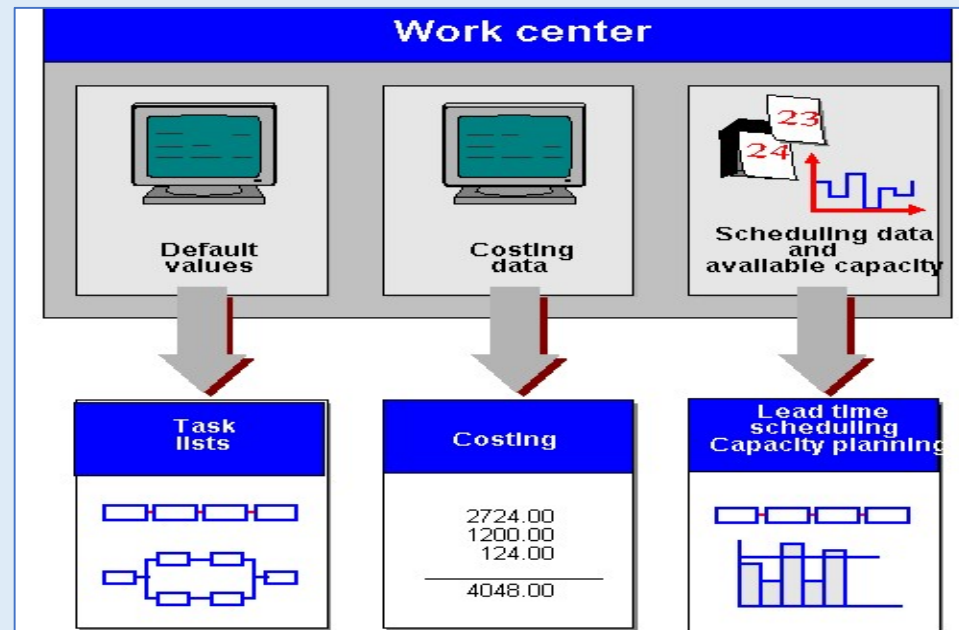 Work center
23
24
Default
values
Costing
data
Scheduling data
and
available capacity
Task
lists
Costing
Lead time
scheduling
Capacity planning
2724.00
1200.00
124.00
4048.00